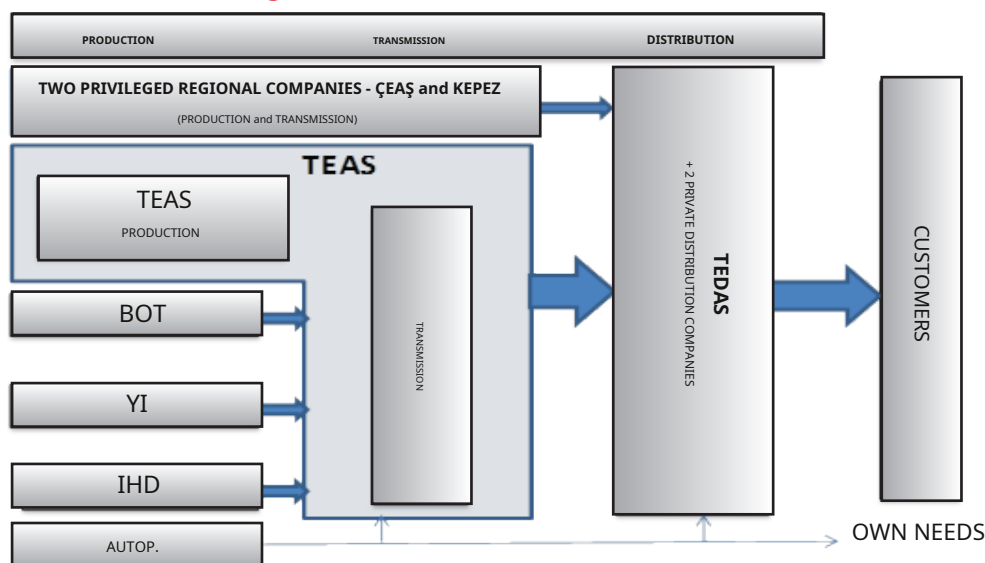 PRODUCTION TRANSMISSION DISTRIBUTION
TWO PRIVILEGED REGIONAL COMPANIES - ÇEAŞ and KEPEZ
(PRODUCTION and TRANSMISSION)
TEAS
TEAS
PRODUCTION
TRANSMISSION
BOT
YI
IHD
AUTOP.
TEDAS
+ 2 PRIVATE DISTRIBUTION COMPANIES
CUSTOMERS
OWN NEEDS